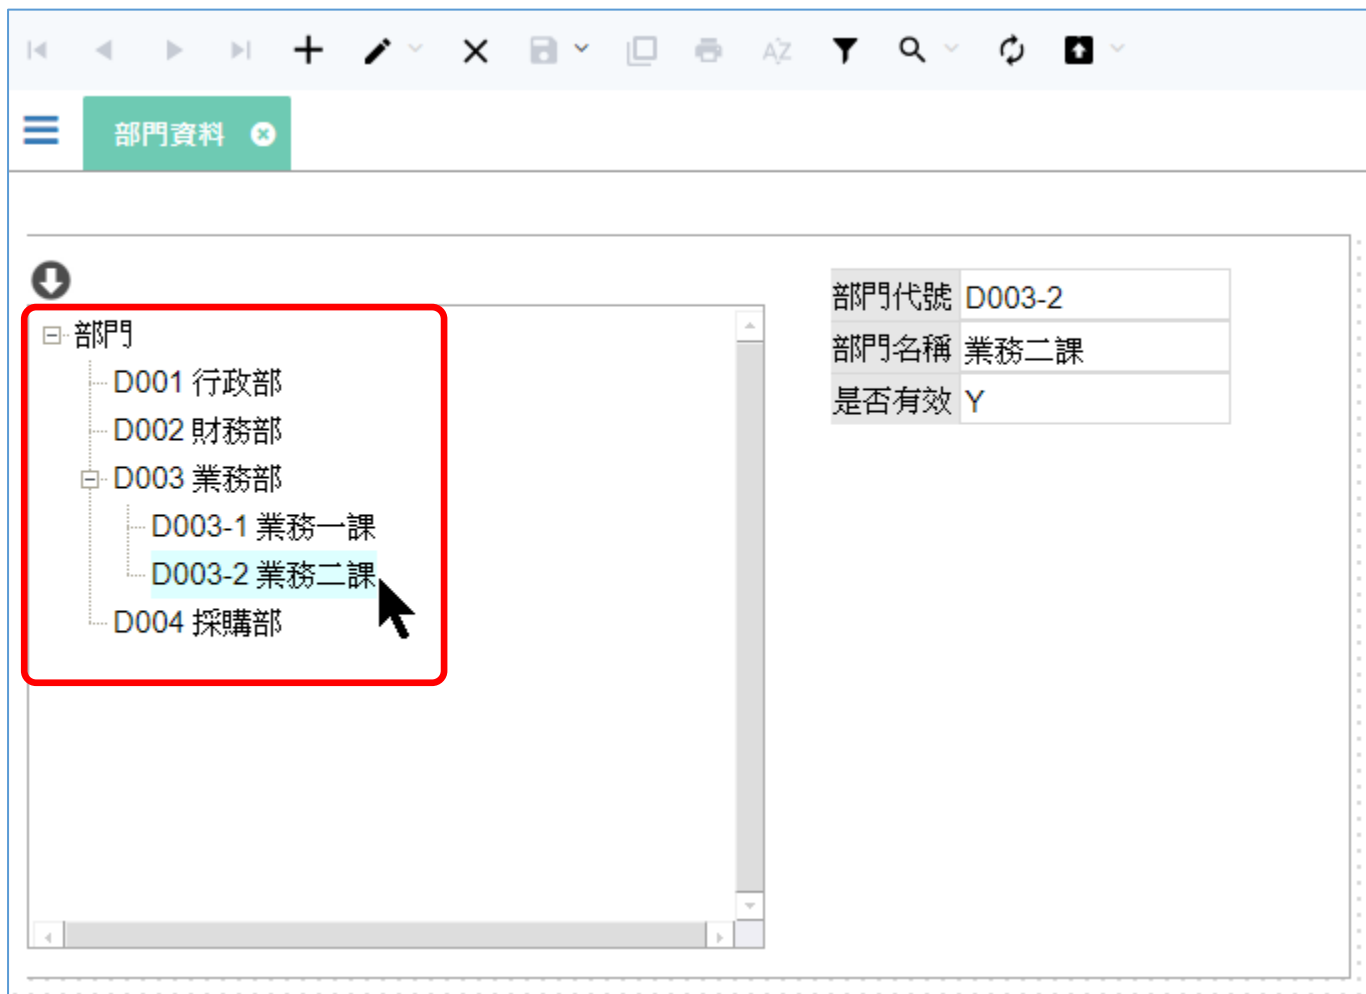 AZ
部門資料
部門
D001 行政部
D002 財務部
D003 業務部
D003-1 業務一課
D003-2 業務二課
D004 採購部
部門代號 D003-2
部門名稱 業務二課
是否有效 Y